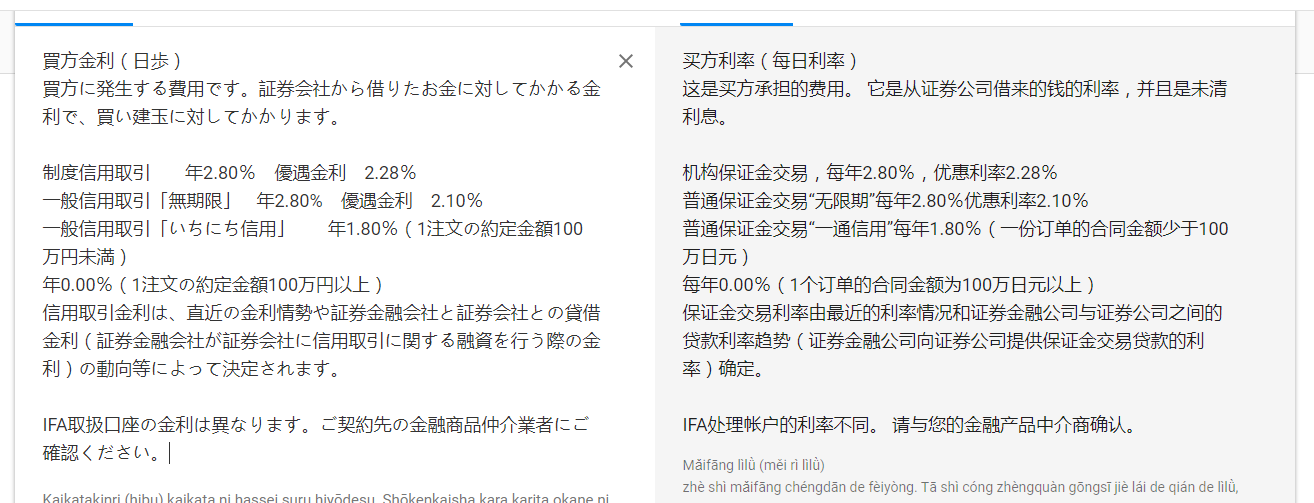 買方金利（日歩）
買方に発生する費用です。証券会社から借りたお金に対してかかる金
利で、買い建玉に対してかかります。
制度信用取引　　年2.80%　優遇金利　2.28%
一般信用取引「無期限」　年2.80%　優遇金利　2.10%
一般信用取引「いちにち信用」　　年1.80%（1注文の約定金額100
万円未満）
年0.00%（1注文の約定金額100万円以上）
信用取引金利は、直近の金利情勢や証券金融会社と証券会社との貸借
金利（証券金融会社が証券会社に信用取引に関する融資を行う際の金
利）の動向等によって決定されます。
IFA取扱口座の金利は異なります。ご契約先の金融商品仲介業者にご
確認ください。
Kaikatakinri (hibu) kaikata ni hassei suru hiyōdesu. Shōkenkaisha kara karita okane ni
买方利率（每日利率）
这是买方承担的费用。 它是从证券公司借来的钱的利率，并且是未清
利息。
机构保证金交易，每年2.80%，优惠利率2.28%
普通保证金交易“无限期”每年2.80%优惠利率2.10%
普通保证金交易“一通信用”每年1.80%（一份订单的合同金额少于100
万日元）
每年0.00%（1个订单的合同金额为100万日元以上）
保证金交易利率由最近的利率情况和证券金融公司与证券公司之间的
贷款利率趋势（证券金融公司向证券公司提供保证金交易贷款的利
率）确定。
IFA处理帐户的利率不同。 请与您的金融产品中介商确认。
Mǎifāng lìlǜ (měi rì lìlǜ)
zhè shì mǎifāng chéngdān de fèiyòng. Tā shì cóng zhèngquàn gōngsī jiè lái de qián de lìlǜ,